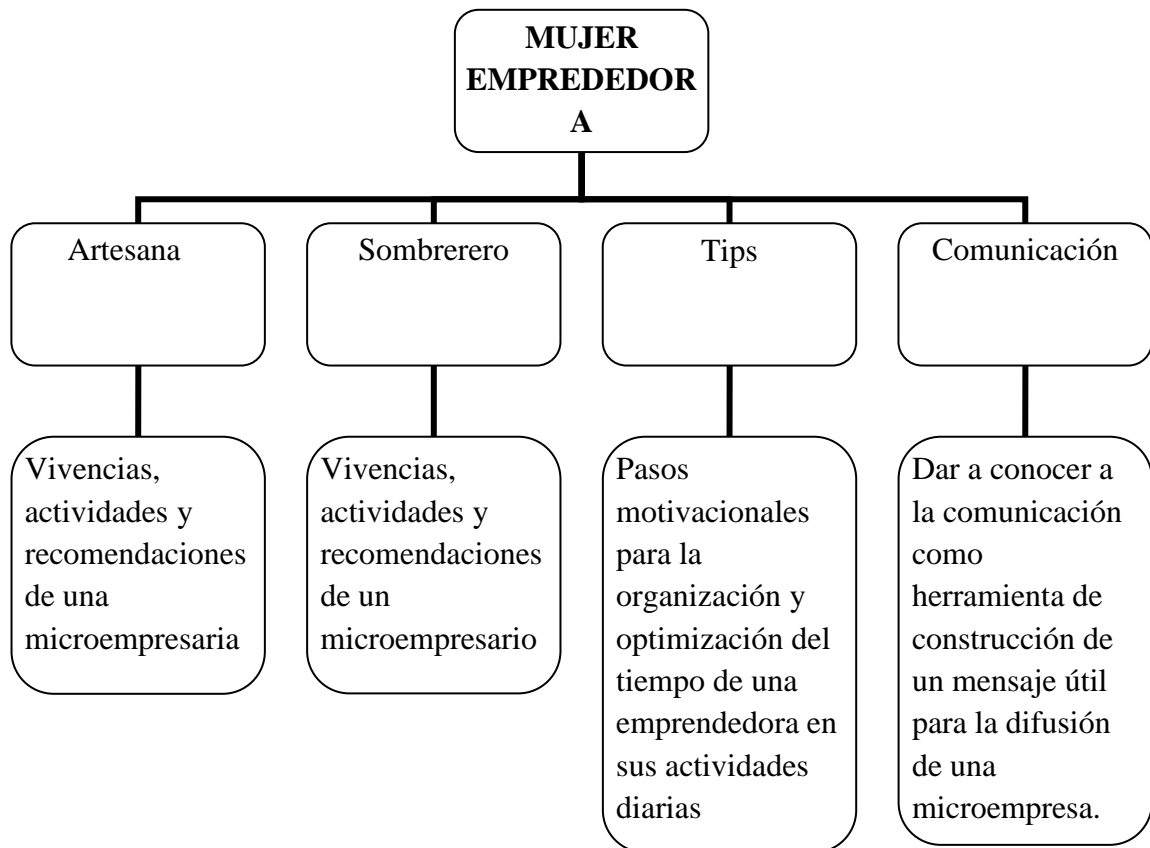 MUJER
EMPREDEDOR
A
Artesana
Sombrerero
Tips
Comunicación
Vivencias,
actividades y
recomendaciones
de una
microempresaria
Vivencias,
actividades y
recomendaciones
de un
microempresario
Pasos
motivacionales
para la
organización y
optimización del
tiempo de una
emprendedora en
sus actividades
diarias
Dar a conocer a
la comunicación
como
herramienta de
construcción de
un mensaje útil
para la difusión
de una
microempresa.